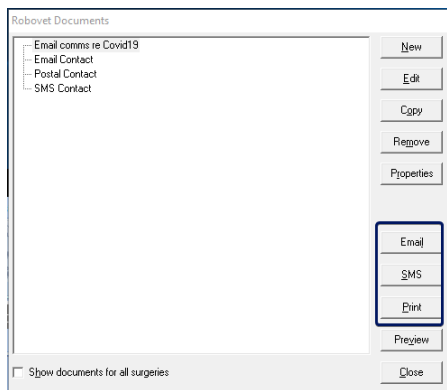 Robovet Documents
Email comms re Covid19
Email Contact
Postal Contact
SMS Contact
New
Edit
Copy
Remove
Properties
Email
SMS
Print
Preview
Show documents for all surgeries
Close